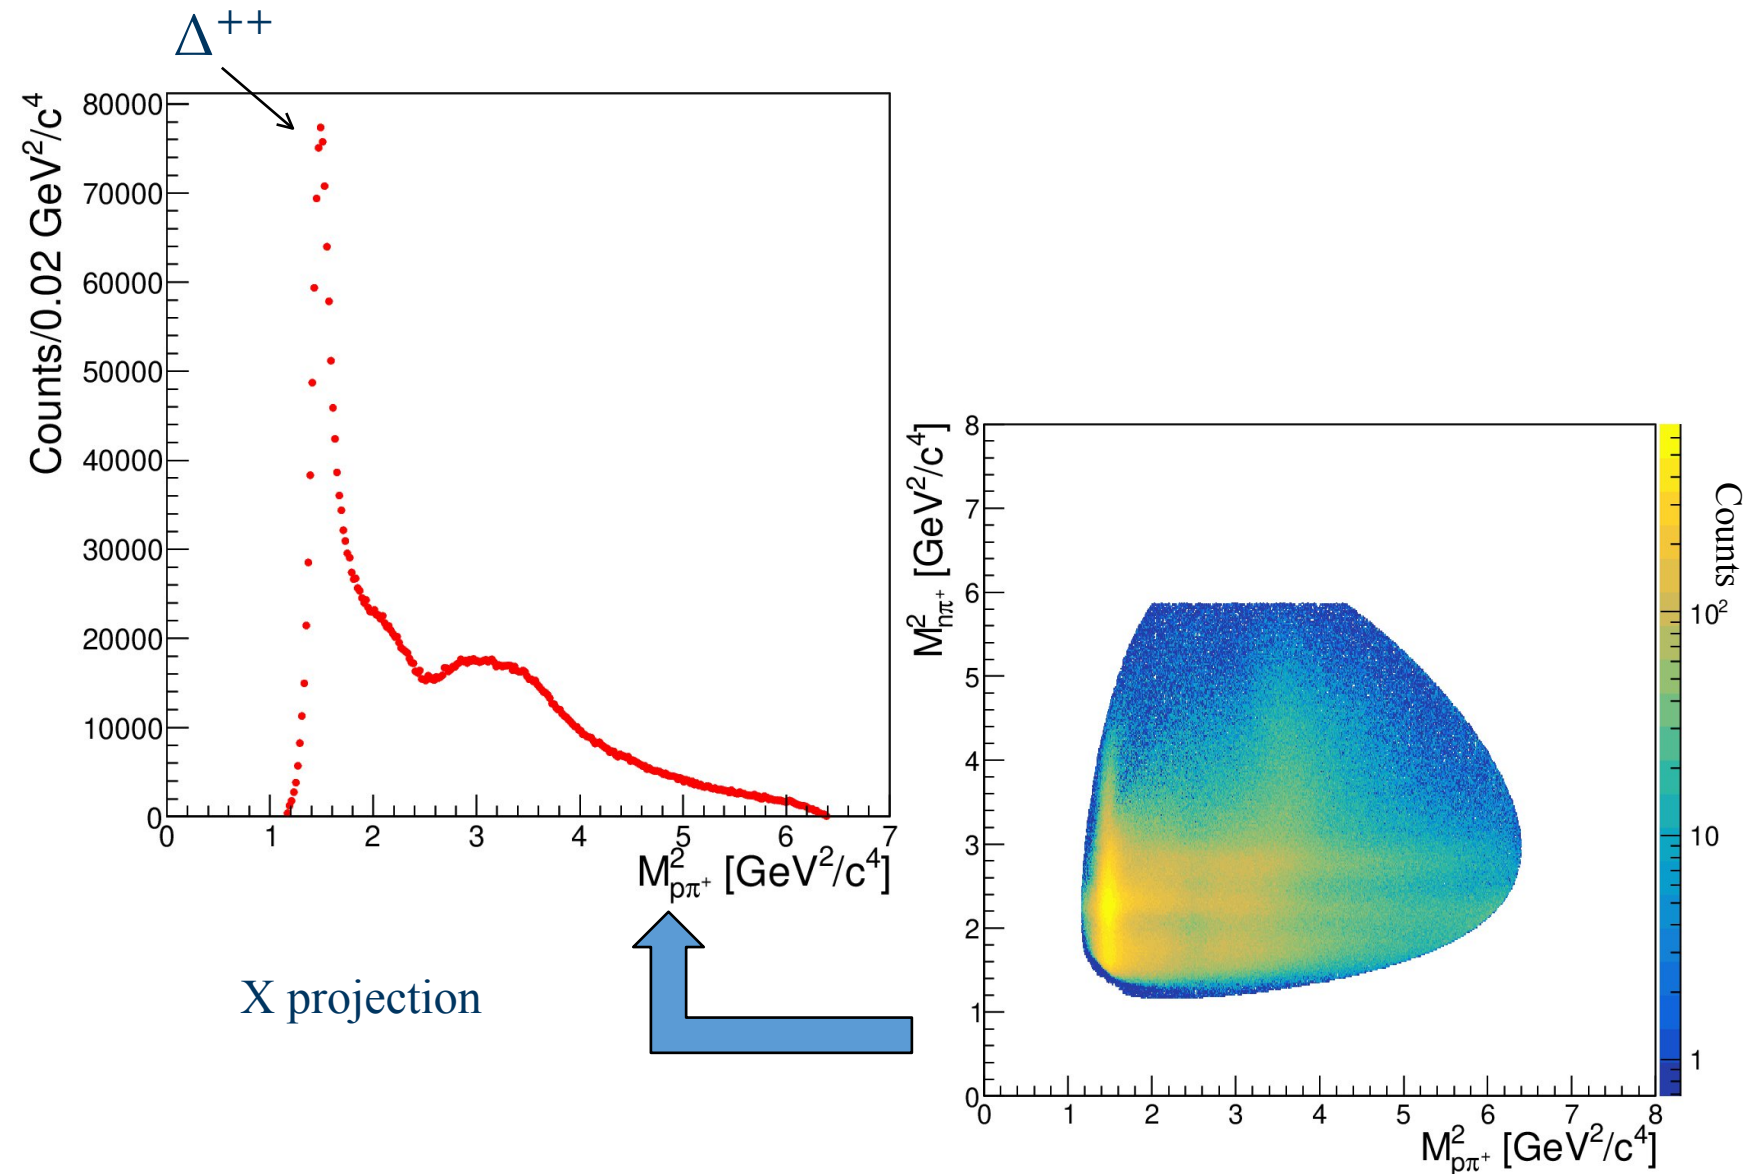 Δ⁺⁺
Counts/0.02 GeV²/c⁴
80000
70000
60000
50000
40000
30000
20000
10000
0
0 1 2 3 4 5 6 7
M²pπ⁺ [GeV²/c⁴]
X projection
M²nπ⁺ [GeV²/c⁴]
8
7
6
5
4
3
2
1
0
0 1 2 3 4 5 6 7 8
M²pπ⁺ [GeV²/c⁴]
10²
10
1
Counts